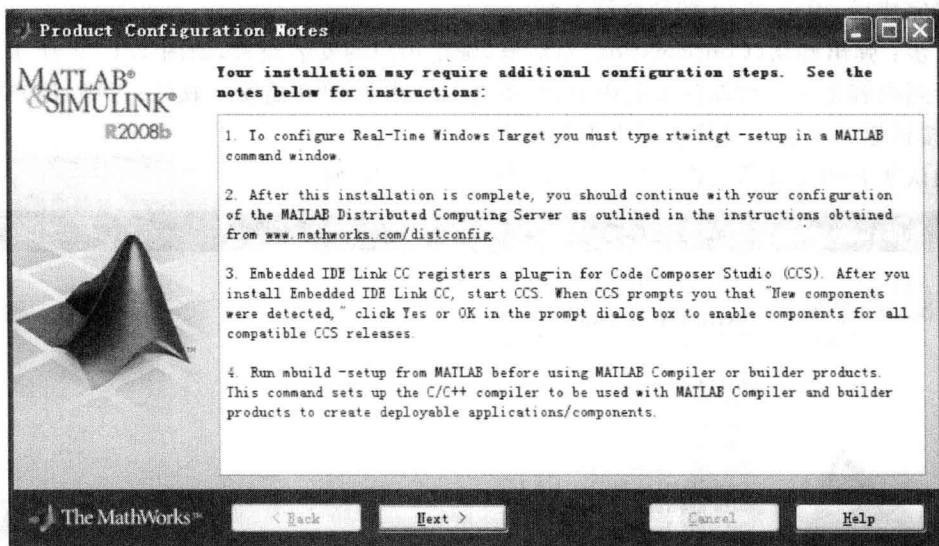 Product Configuration Notes
MATLAB®
&SIMULINK®
R2008b
Your installation may require additional configuration steps. See the
notes below for instructions:
1. To configure Real-Time Windows Target you must type rtwintgt -setup in a MATLAB
command window.
2. After this installation is complete, you should continue with your configuration
of the MATLAB Distributed Computing Server as outlined in the instructions obtained
from www.mathworks.com/distconfig.
3. Embedded IDE Link CC registers a plug-in for Code Composer Studio (CCS). After you
install Embedded IDE Link CC, start CCS. When CCS prompts you that "New components
were detected," click Yes or OK in the prompt dialog box to enable components for all
compatible CCS releases.
4. Run mbuild -setup from MATLAB before using MATLAB Compiler or builder products.
This command sets up the C/C++ compiler to be used with MATLAB Compiler and builder
products to create deployable applications/components.
The MathWorks™
< Back
Next >
Cancel
Help